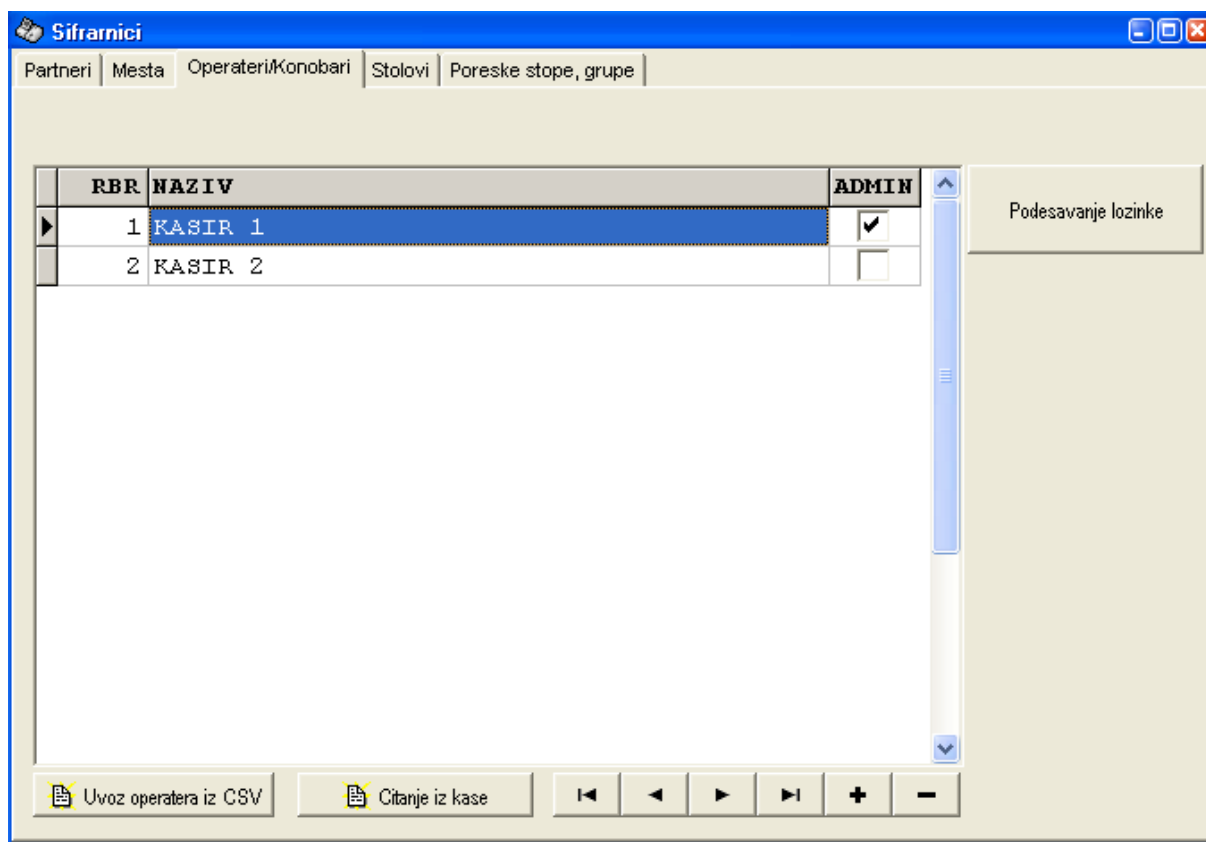 Sifrarnici
Partneri Mesta Operateri/Konobari Stolovi Poreske stope, grupe
RBR NAZIV ADMIN
Podesavanje lozinke
1 KASIR 1
2 KASIR 2
Uvoz operatera iz CSV Citanje iz kase